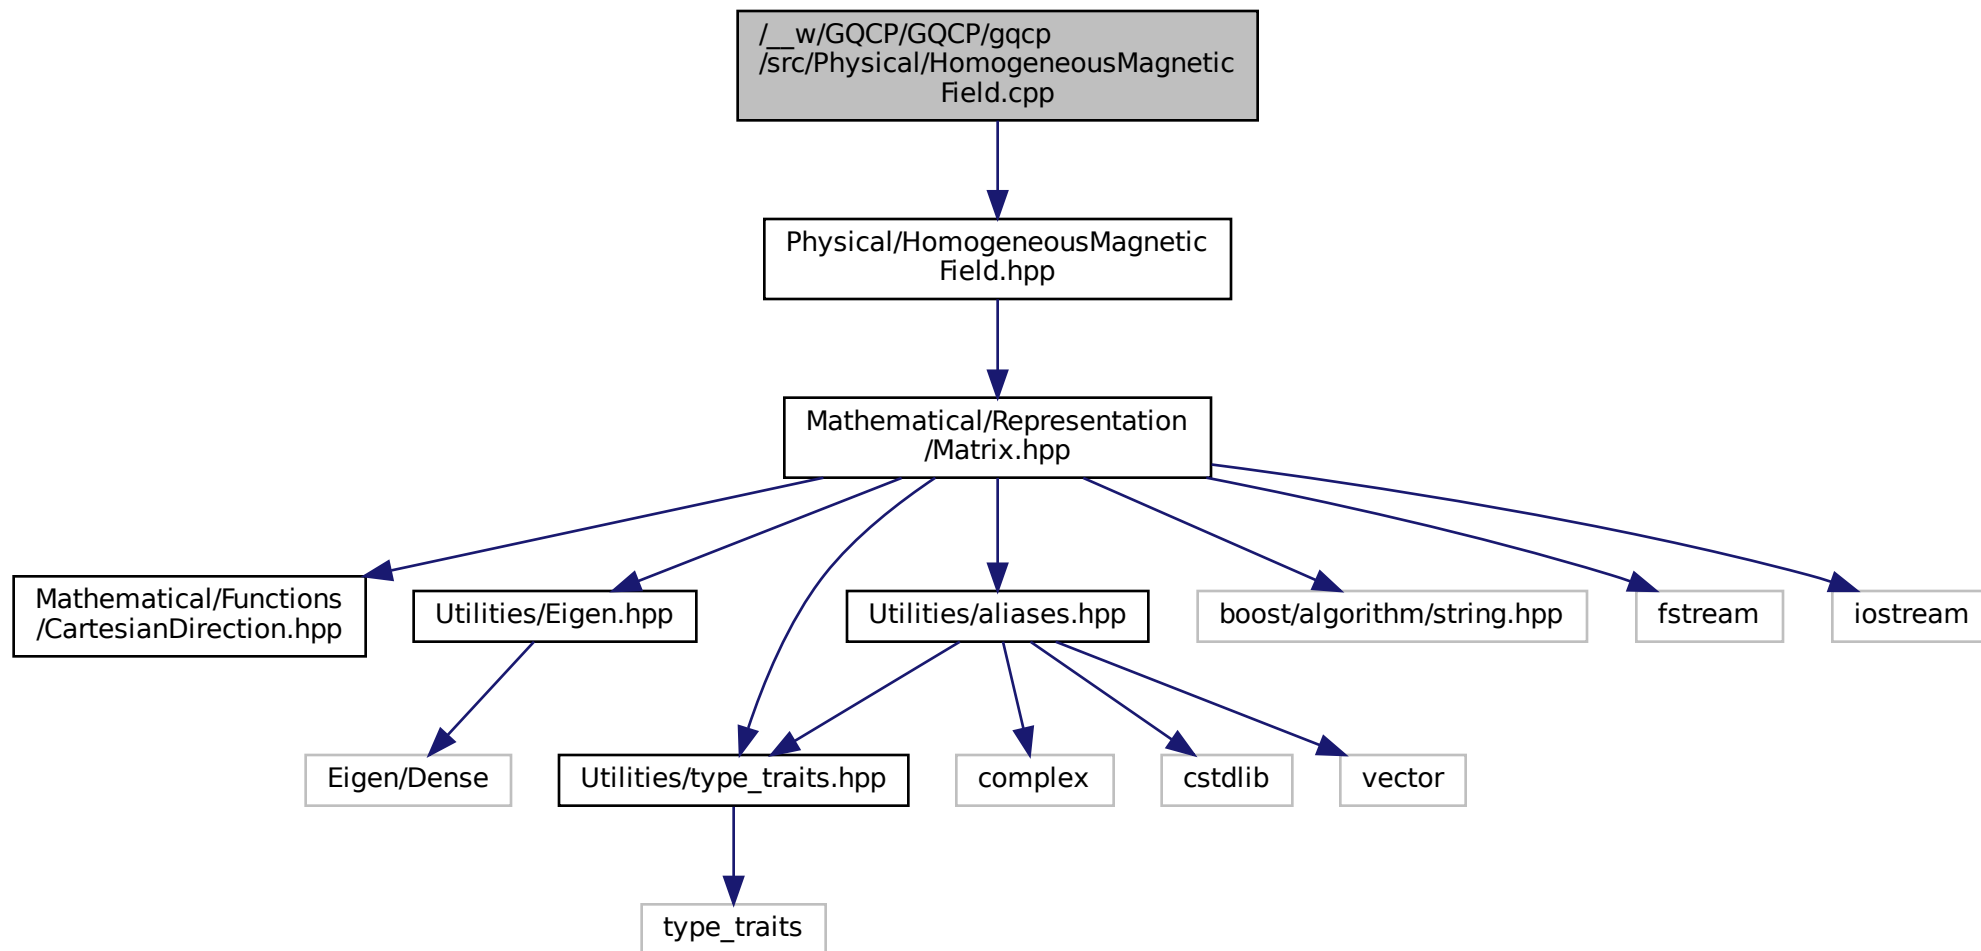 /__w/GQCP/GQCP/gqcp
/src/Physical/HomogeneousMagnetic
Field.cpp
Physical/HomogeneousMagnetic
Field.hpp
Mathematical/Representation
/Matrix.hpp
Mathematical/Functions
/CartesianDirection.hpp
Utilities/Eigen.hpp
Utilities/aliases.hpp
boost/algorithm/string.hpp
fstream
iostream
Eigen/Dense
Utilities/type_traits.hpp
complex
cstdlib
vector
type_traits